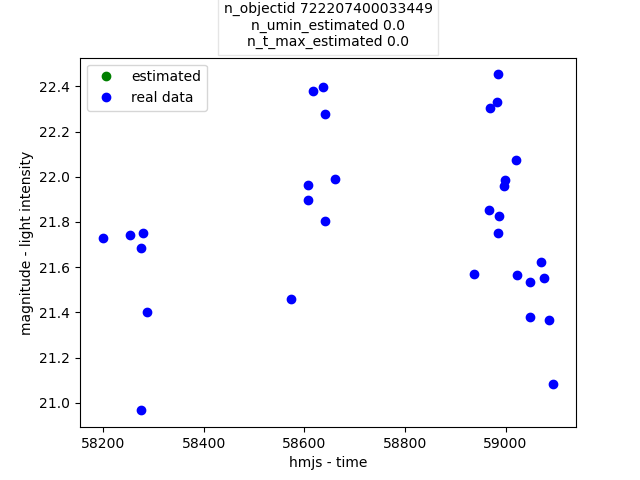 n_objectid 722207400033449
n_umin_estimated 0.0
n_t_max_estimated 0.0
estimated
real data
22.4
22.2
22.0
21.8
21.6
21.4
21.2
21.0
magnitude - light intensity
58200 58400 58600 58800 59000
hmjs - time